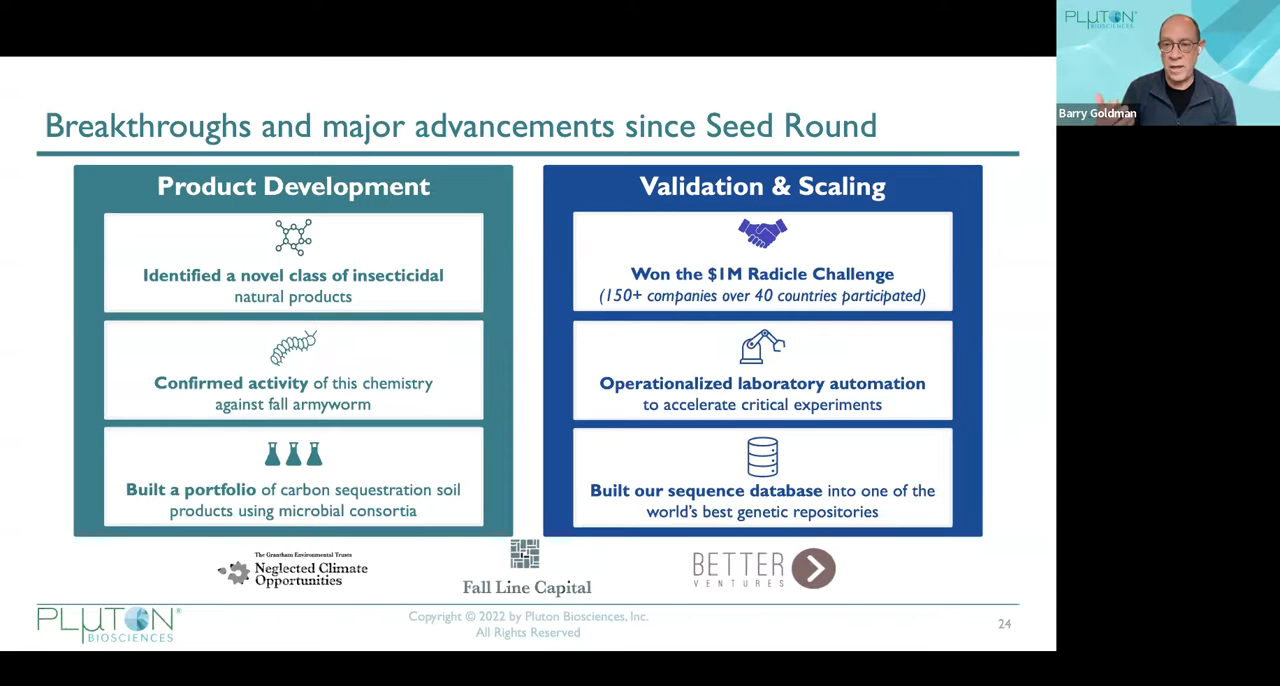 Breakthroughs and major advancements since Seed Round
Product Development
Identified a novel class of insecticidal
natural products
Confirmed activity of this chemistry
against fall armyworm
Built a portfolio of carbon sequestration soil
products using microbial consortia
Validation & Scaling
Won the $1M Radicle Challenge
(150+ companies over 40 countries participated)
Operationalized laboratory automation
to accelerate critical experiments
Built our sequence database into one of the
world's best genetic repositories
The Grantham Environmental Trusts
Neglected Climate
Opportunities
Fall Line Capital
BETTER
VENTURES
PLUTON®
BIOSCIENCES
Copyright © 2022 by Pluton Biosciences, Inc.
All Rights Reserved
24
PLUTON®
BIOSCIENCES
Barry Goldman